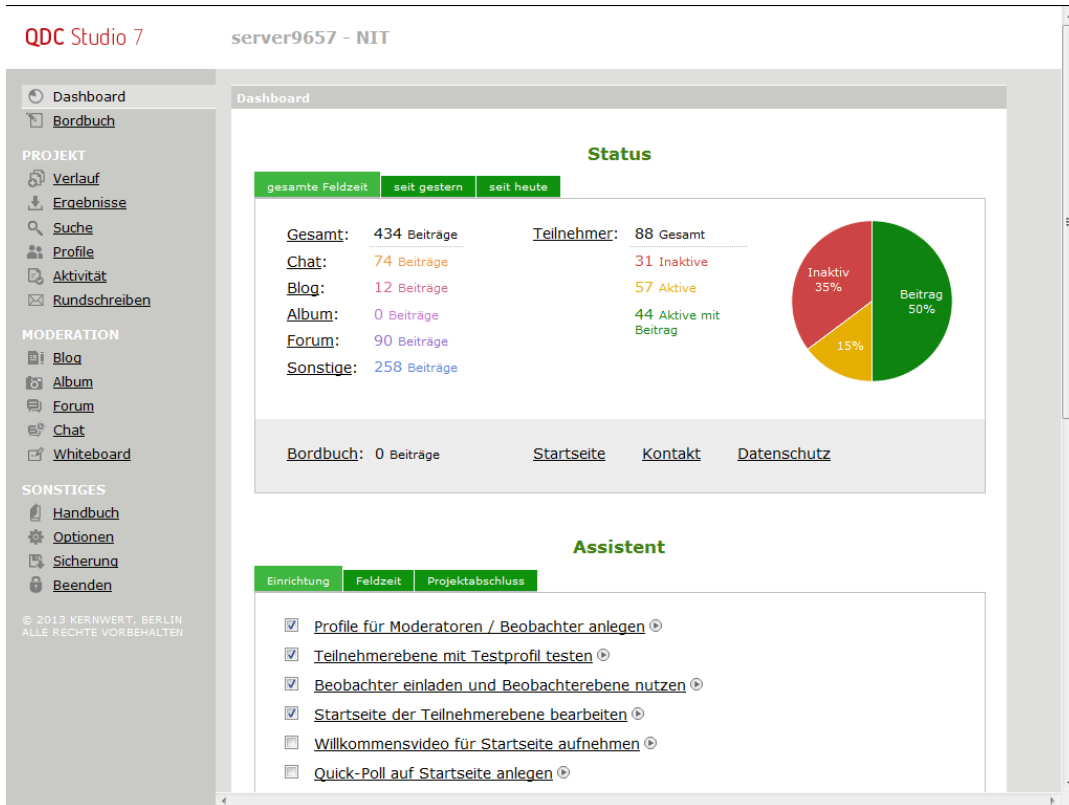 QDC Studio 7
server9657 - NIT
Dashboard
Bordbuch
PROJEKT
Verlauf
Ergebnisse
Suche
Profile
Aktivität
Rundschreiben
MODERATION
Blog
Album
Forum
Chat
Whiteboard
SONSTIGES
Handbuch
Optionen
Sicherung
Beenden
© 2013 KERNWERT, BERLIN
ALLE RECHTE VORBEHALTEN
Dashboard
Status
gesamte Feldzeit seit gestern seit heute
Gesamt: 434 Beiträge
Chat: 74 Beiträge
Blog: 12 Beiträge
Album: 0 Beiträge
Forum: 90 Beiträge
Sonstige: 258 Beiträge
Teilnehmer: 88 Gesamt
31 Inaktive
57 Aktive
44 Aktive mit
Beitrag
Inaktiv
35%
Beitrag
50%
15%
Bordbuch: 0 Beiträge Startseite Kontakt Datenschutz
Assistent
Einrichtung Feldzeit Projektabschluss
Profile für Moderatoren / Beobachter anlegen
Teilnehmerebene mit Testprofil testen
Beobachter einladen und Beobachterebene nutzen
Startseite der Teilnehmerebene bearbeiten
Willkommensvideo für Startseite aufnehmen
Quick-Poll auf Startseite anlegen